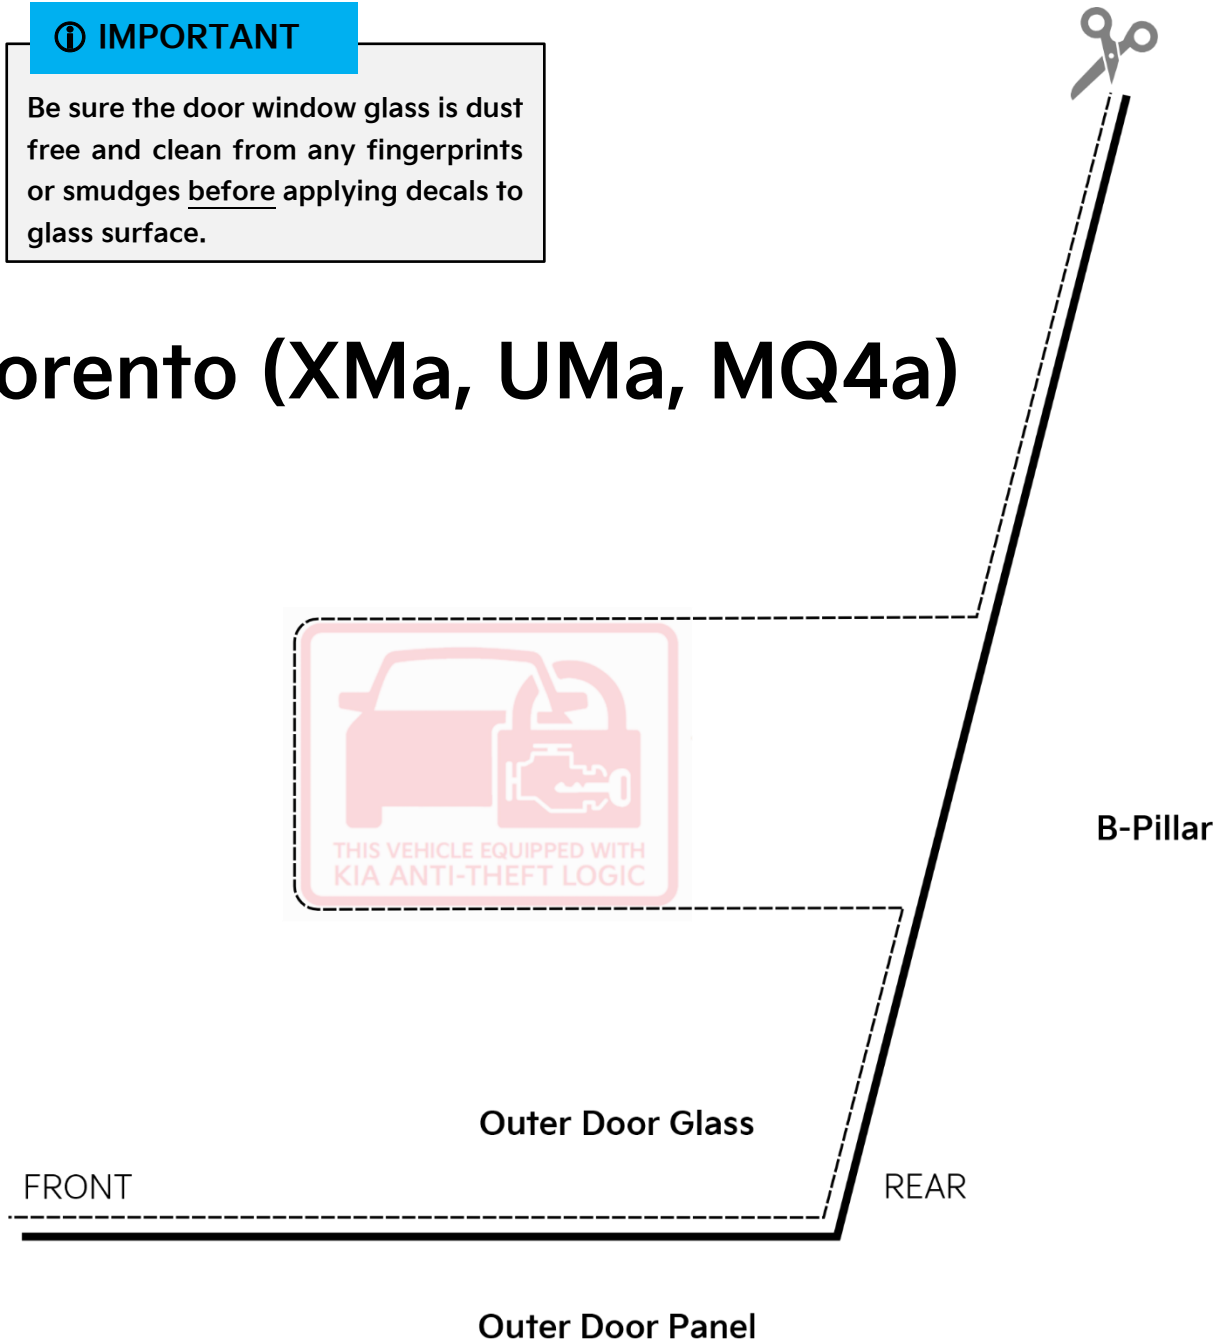 IMPORTANT
Be sure the door window glass is dust
free and clean from any fingerprints
or smudges before applying decals to
glass surface.
orento (XMa, UMa, MQ4a)
THIS VEHICLE EQUIPPED WITH
KIA ANTI-THEFT LOGIC
B-Pillar
Outer Door Glass
FRONT
REAR
Outer Door Panel